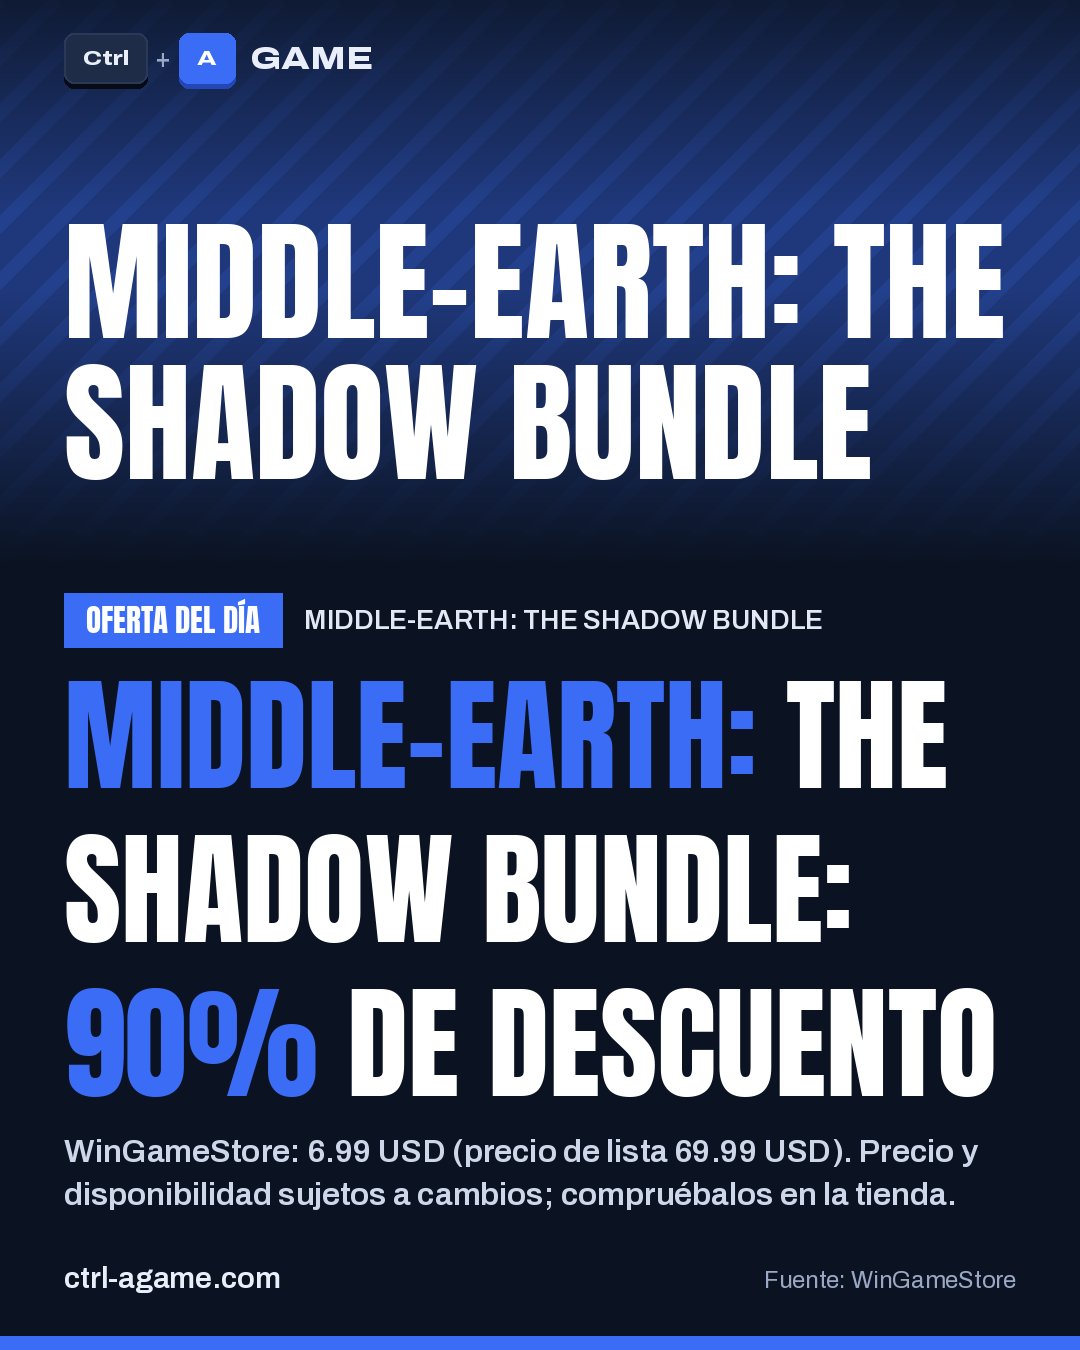 Ctrl + A GAME
MIDDLE-EARTH: THE
SHADOW BUNDLE
OFERTA DEL DÍA MIDDLE-EARTH: THE SHADOW BUNDLE
MIDDLE-EARTH: THE
SHADOW BUNDLE:
90% DE DESCUENTO
WinGameStore: 6.99 USD (precio de lista 69.99 USD). Precio y
disponibilidad sujetos a cambios; compruébalos en la tienda.
ctrl-agame.com Fuente: WinGameStore